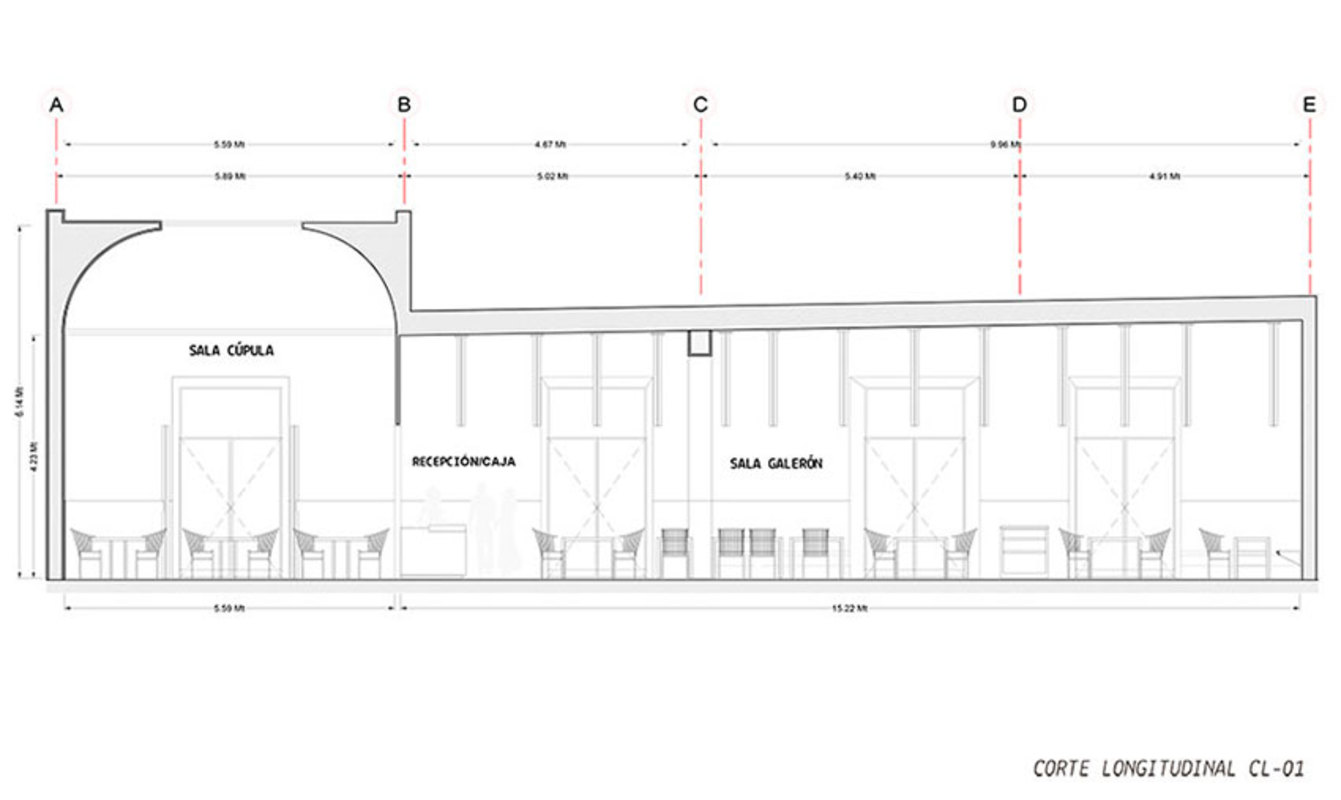 A B C D E
5.59 Mt 4.67 Mt 9.96 Mt
5.89 Mt 5.02 Mt 5.40 Mt 4.91 Mt
SALA CÚPULA
6.14 Mt
4.23 Mt
RECEPCIÓN/CAJA
SALA GALERÓN
5.59 Mt 15.22 Mt
CORTE LONGITUDINAL CL-01